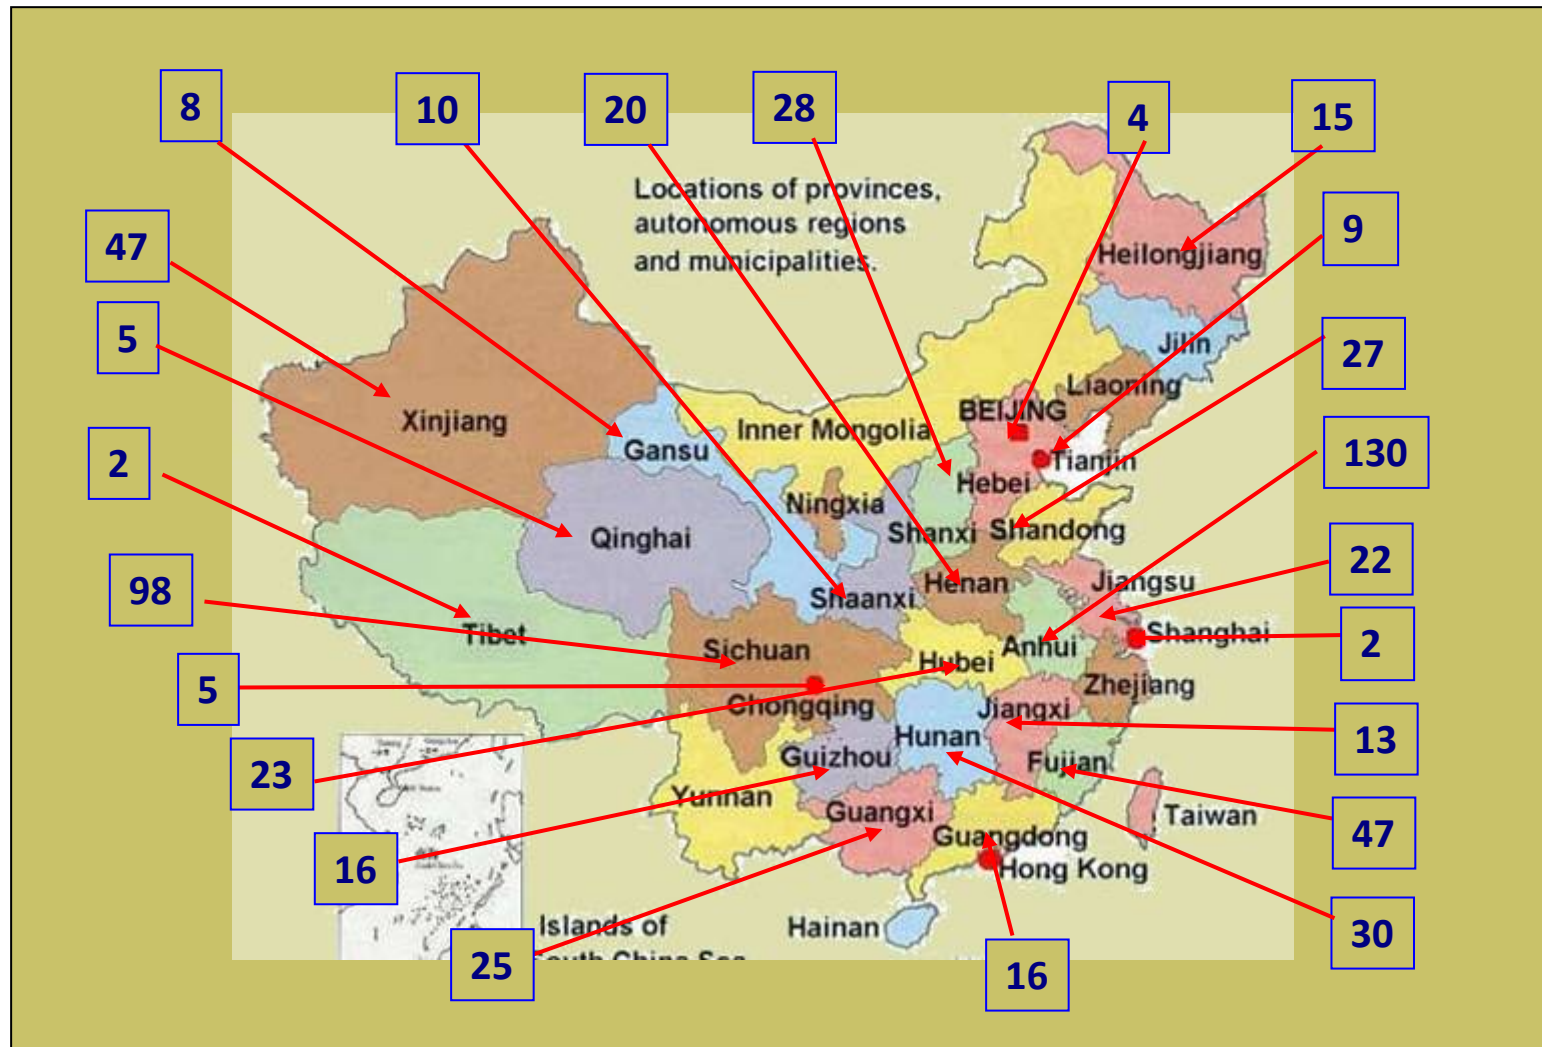 8
10
20
28
4
15
Locations of provinces,
autonomous regions
and municipalities.
47
9
Heilongjiang
5
27
Jilin
Liaoning
BEIJING
Xinjiang
Inner Mongolia
Gansu
2
130
Tianjin
Hebei
Ningxia
Qinghai
Shanxi
Shandong
98
22
Henan
Jiangsu
Shaanxi
Tibet
Sichuan
Hubei
Anhui
Shanghai
2
5
Chongqing
Zhejiang
Jiangxi
Hunan
13
23
Guizhou
Fujian
Yunnan
Guangxi
Taiwan
Guangdong
47
16
Hong Kong
Islands of
South China Sea
Hainan
30
25
16